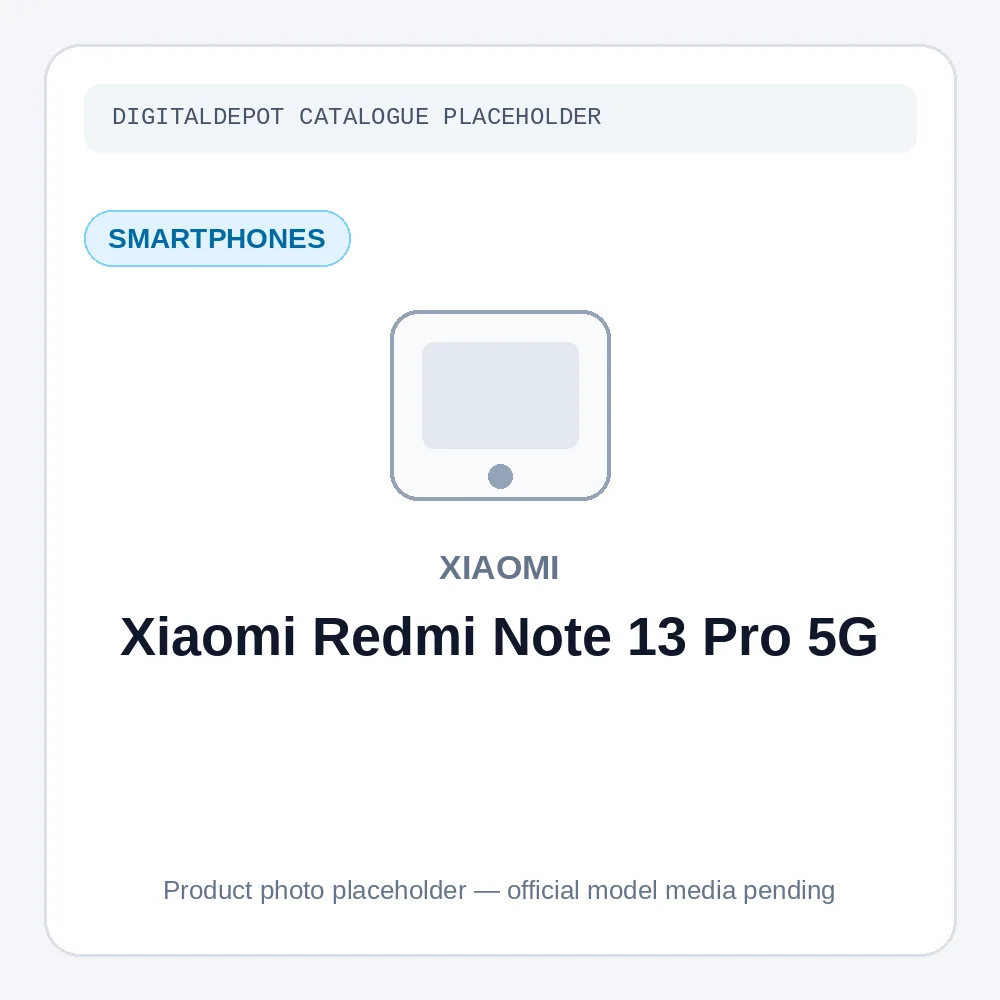 DIGITALDEPOT CATALOGUE PLACEHOLDER
SMARTPHONES
XIAOMI
Xiaomi Redmi Note 13 Pro 5G
Product photo placeholder — official model media pending